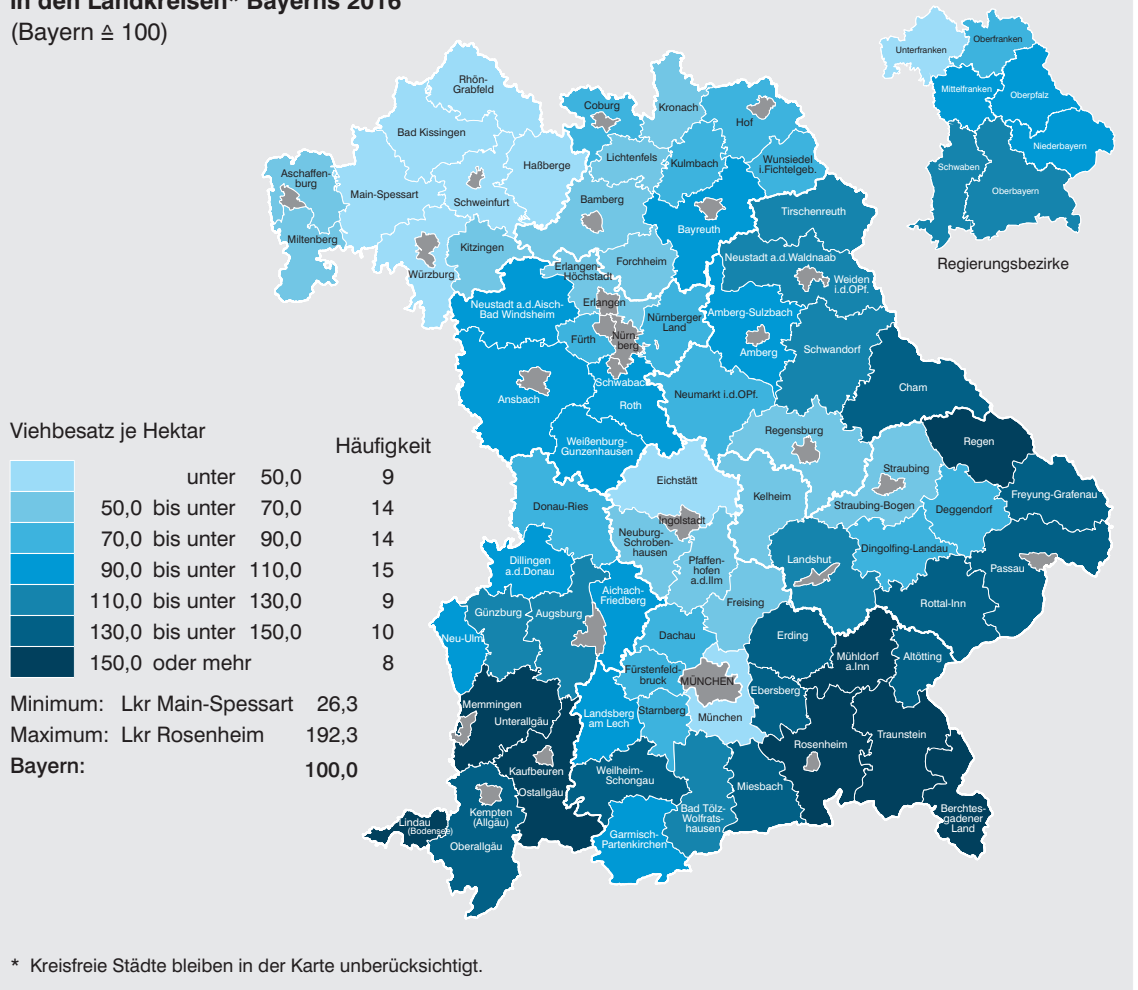 in den Landkreisen* Bayerns 2016
(Bayern ≙ 100)
Unterfranken
Oberfranken
Mittelfranken
Oberpfalz
Niederbayern
Schwaben
Oberbayern
Regierungsbezirke
Rhön-
Grabfeld
Bad Kissingen
Coburg
Kronach
Hof
Aschaffen-
burg
Main-Spessart
Schweinfurt
Haßberge
Lichtenfels
Kulmbach
Wunsiedel
i.Fichtelgeb.
Miltenberg
Würzburg
Kitzingen
Bamberg
Bayreuth
Tirschenreuth
Erlangen-
Höchstadt
Forchheim
Neustadt a.d.Waldnaab
Weiden
i.d.OPf.
Neustadt a.d.Aisch-
Bad Windsheim
Erlangen
Fürth
Nürn-
berg
Nürnberger
Land
Amberg-Sulzbach
Amberg
Schwandorf
Ansbach
Schwabach
Roth
Neumarkt i.d.OPf.
Cham
Weißenburg-
Gunzenhausen
Regensburg
Regen
Eichstätt
Kelheim
Straubing
Straubing-Bogen
Deggendorf
Freyung-Grafenau
Donau-Ries
Ingolstadt
Neuburg-
Schroben-
hausen
Pfaffen-
hofen
a.d.Ilm
Landshut
Dingolfing-Landau
Passau
Dillingen
a.d.Donau
Aichach-
Friedberg
Freising
Rottal-Inn
Günzburg
Augsburg
Neu-Ulm
Dachau
Erding
Mühldorf
a.Inn
Altötting
Fürstenfeld-
bruck
MÜNCHEN
München
Ebersberg
Starnberg
Landsberg
am Lech
Memmingen
Unterallgäu
Kaufbeuren
Ostallgäu
Weilheim-
Schongau
Bad Tölz-
Wolfrats-
hausen
Miesbach
Rosenheim
Traunstein
Berchtes-
gadener
Land
Lindau
(Bodensee)
Kempten
(Allgäu)
Oberallgäu
Garmisch-
Partenkirchen
Viehbesatz je Hektar Häufigkeit
unter 50,0 9
50,0 bis unter 70,0 14
70,0 bis unter 90,0 14
90,0 bis unter 110,0 15
110,0 bis unter 130,0 9
130,0 bis unter 150,0 10
150,0 oder mehr 8
Minimum: Lkr Main-Spessart 26,3
Maximum: Lkr Rosenheim 192,3
Bayern: 100,0
* Kreisfreie Städte bleiben in der Karte unberücksichtigt.